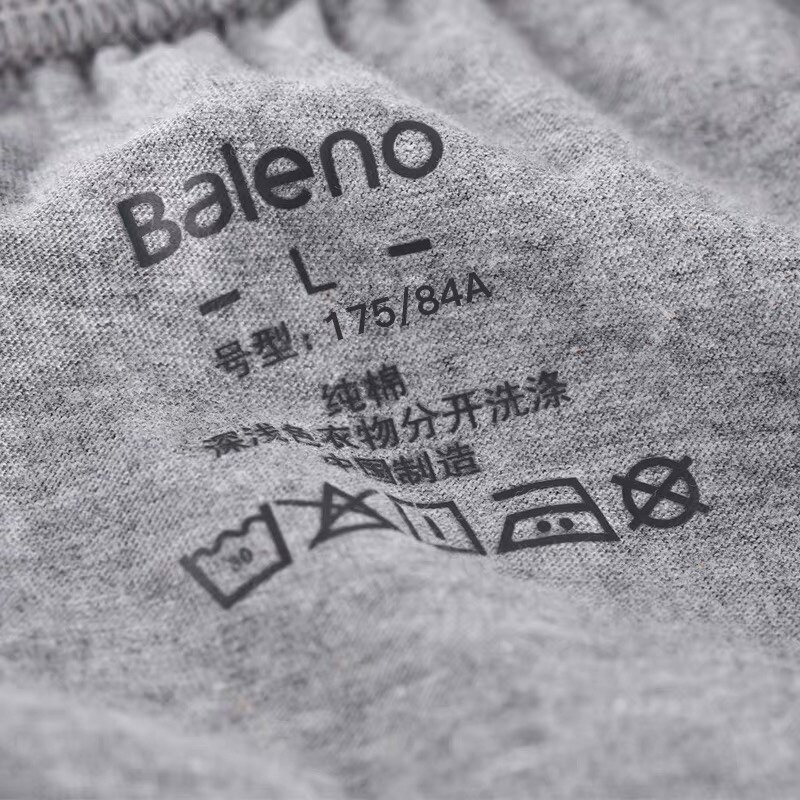 Baleno
– L –
号型：175/84A
纯棉
深浅色衣物分开洗涤
中国制造
30